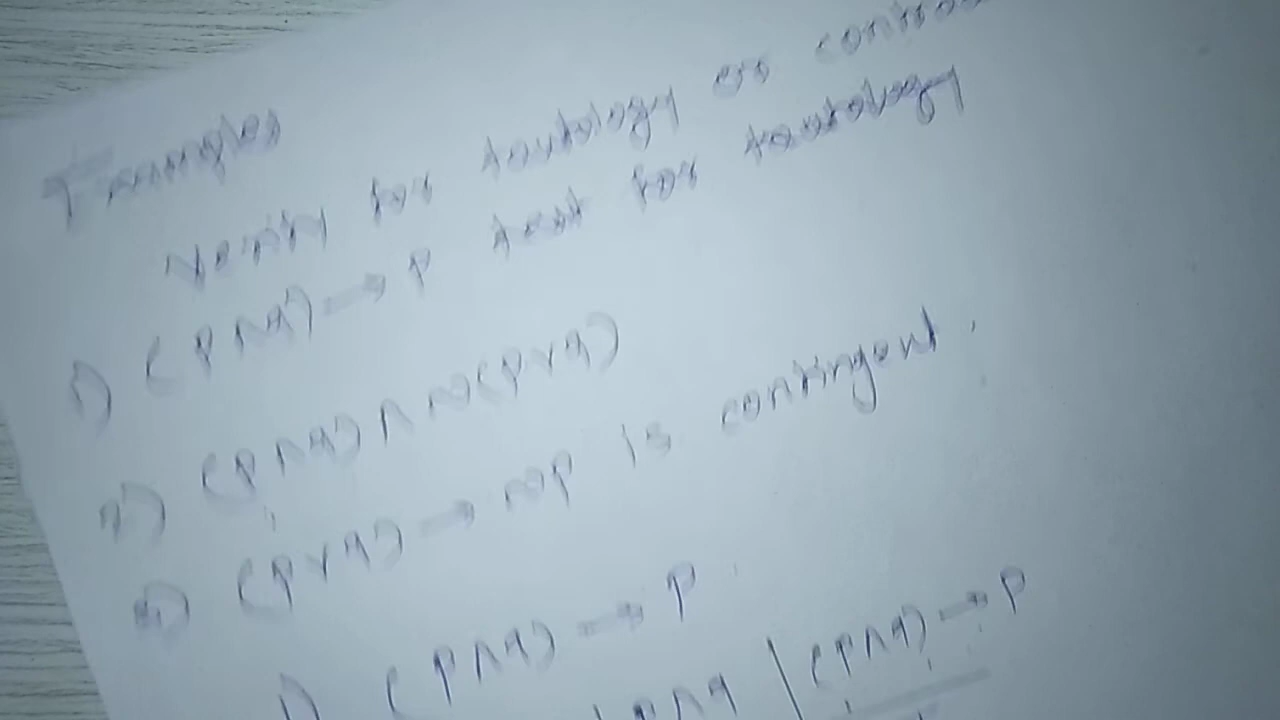 Examples
Verify for tautology or contra
1) (p∧q) → p test for tautology
2) (p∧q) ∧ ~(p∨q)
3) (p∨q) → ~p is contingent.
1) (p∧q) → p
p∧q | (p∧q) → p